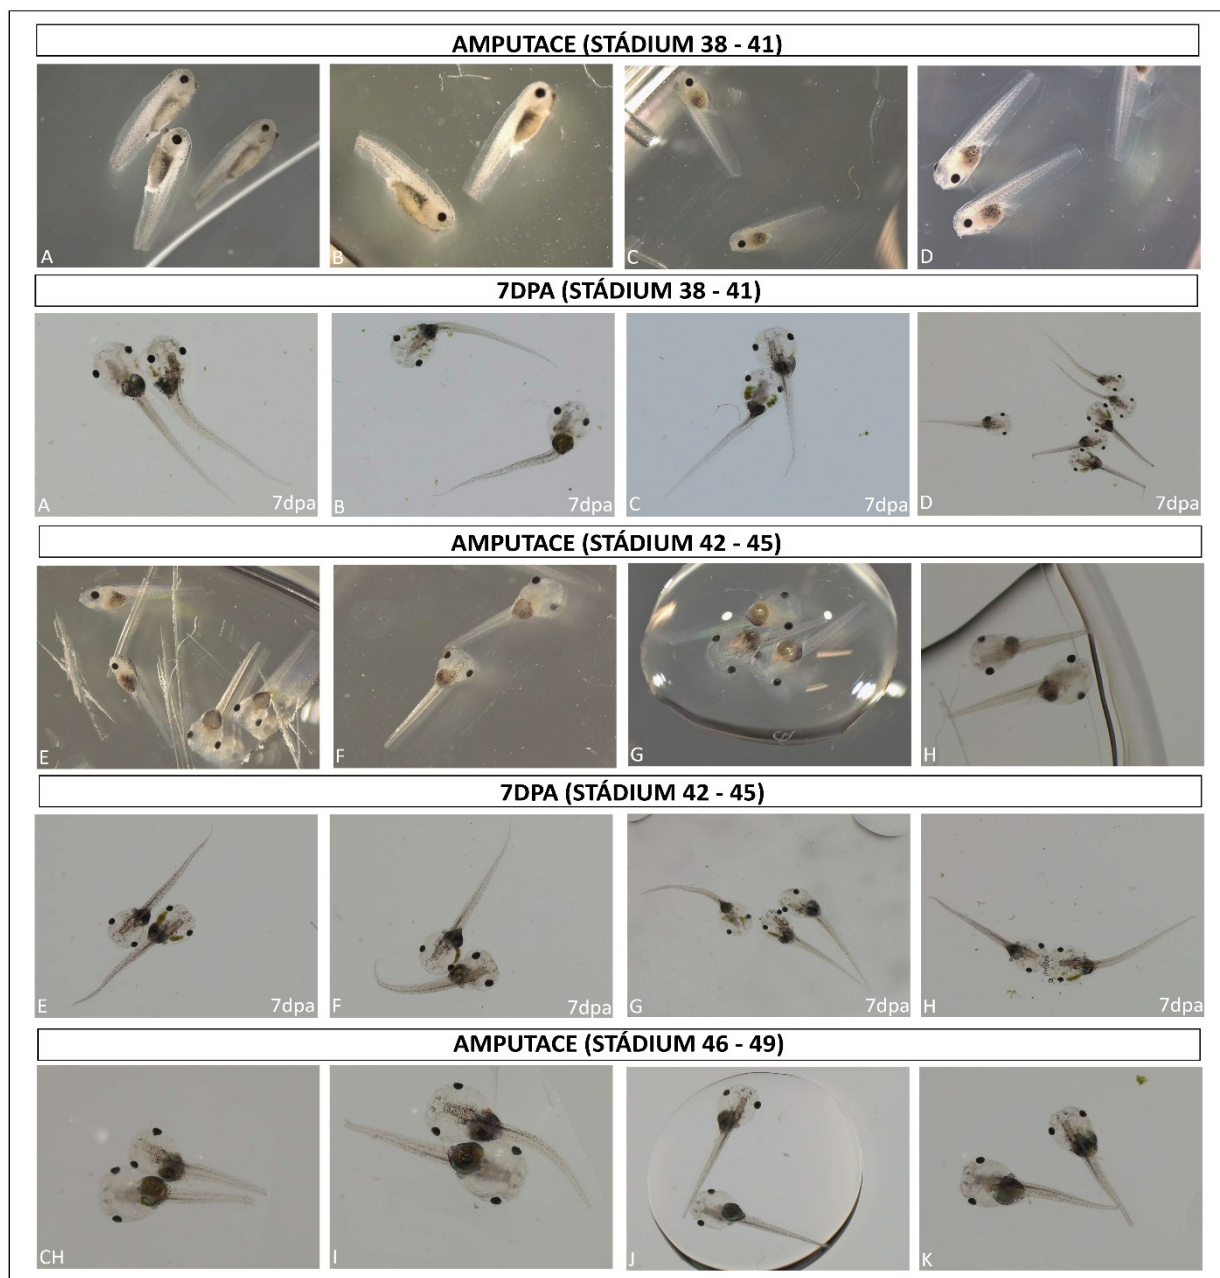 AMPUTACE (STÁDIUM 38 - 41)
A
B
C
D
7DPA (STÁDIUM 38 - 41)
A 7dpa
B 7dpa
C 7dpa
D 7dpa
AMPUTACE (STÁDIUM 42 - 45)
E
F
G
H
7DPA (STÁDIUM 42 - 45)
E 7dpa
F 7dpa
G 7dpa
H 7dpa
AMPUTACE (STÁDIUM 46 - 49)
CH
I
J
K